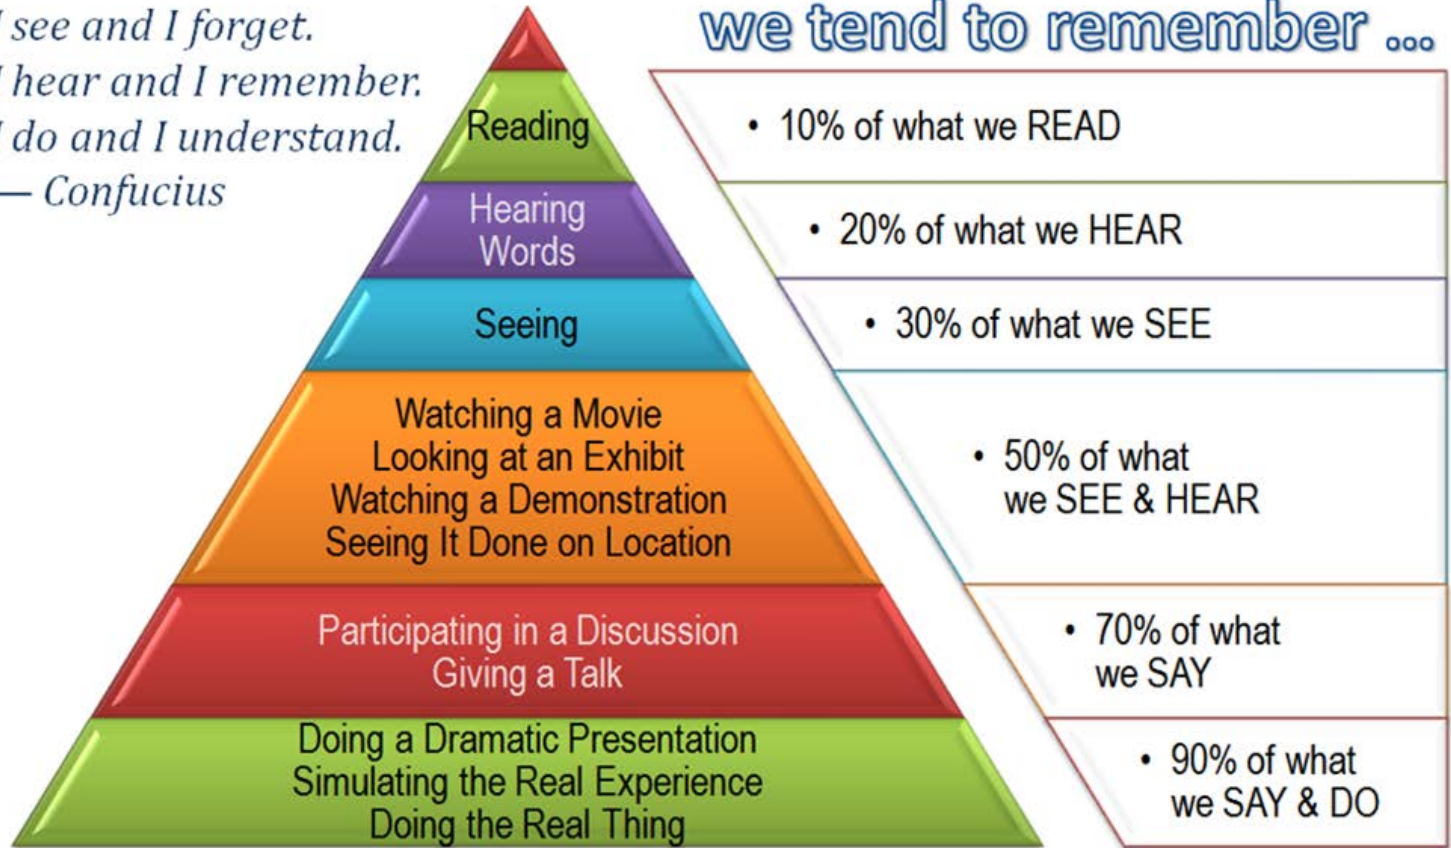 I see and I forget.
I hear and I remember.
I do and I understand.
— Confucius
we tend to remember ...
Reading
• 10% of what we READ
Hearing
Words
• 20% of what we HEAR
Seeing
• 30% of what we SEE
Watching a Movie
Looking at an Exhibit
Watching a Demonstration
Seeing It Done on Location
• 50% of what
we SEE & HEAR
Participating in a Discussion
Giving a Talk
• 70% of what
we SAY
Doing a Dramatic Presentation
Simulating the Real Experience
Doing the Real Thing
• 90% of what
we SAY & DO